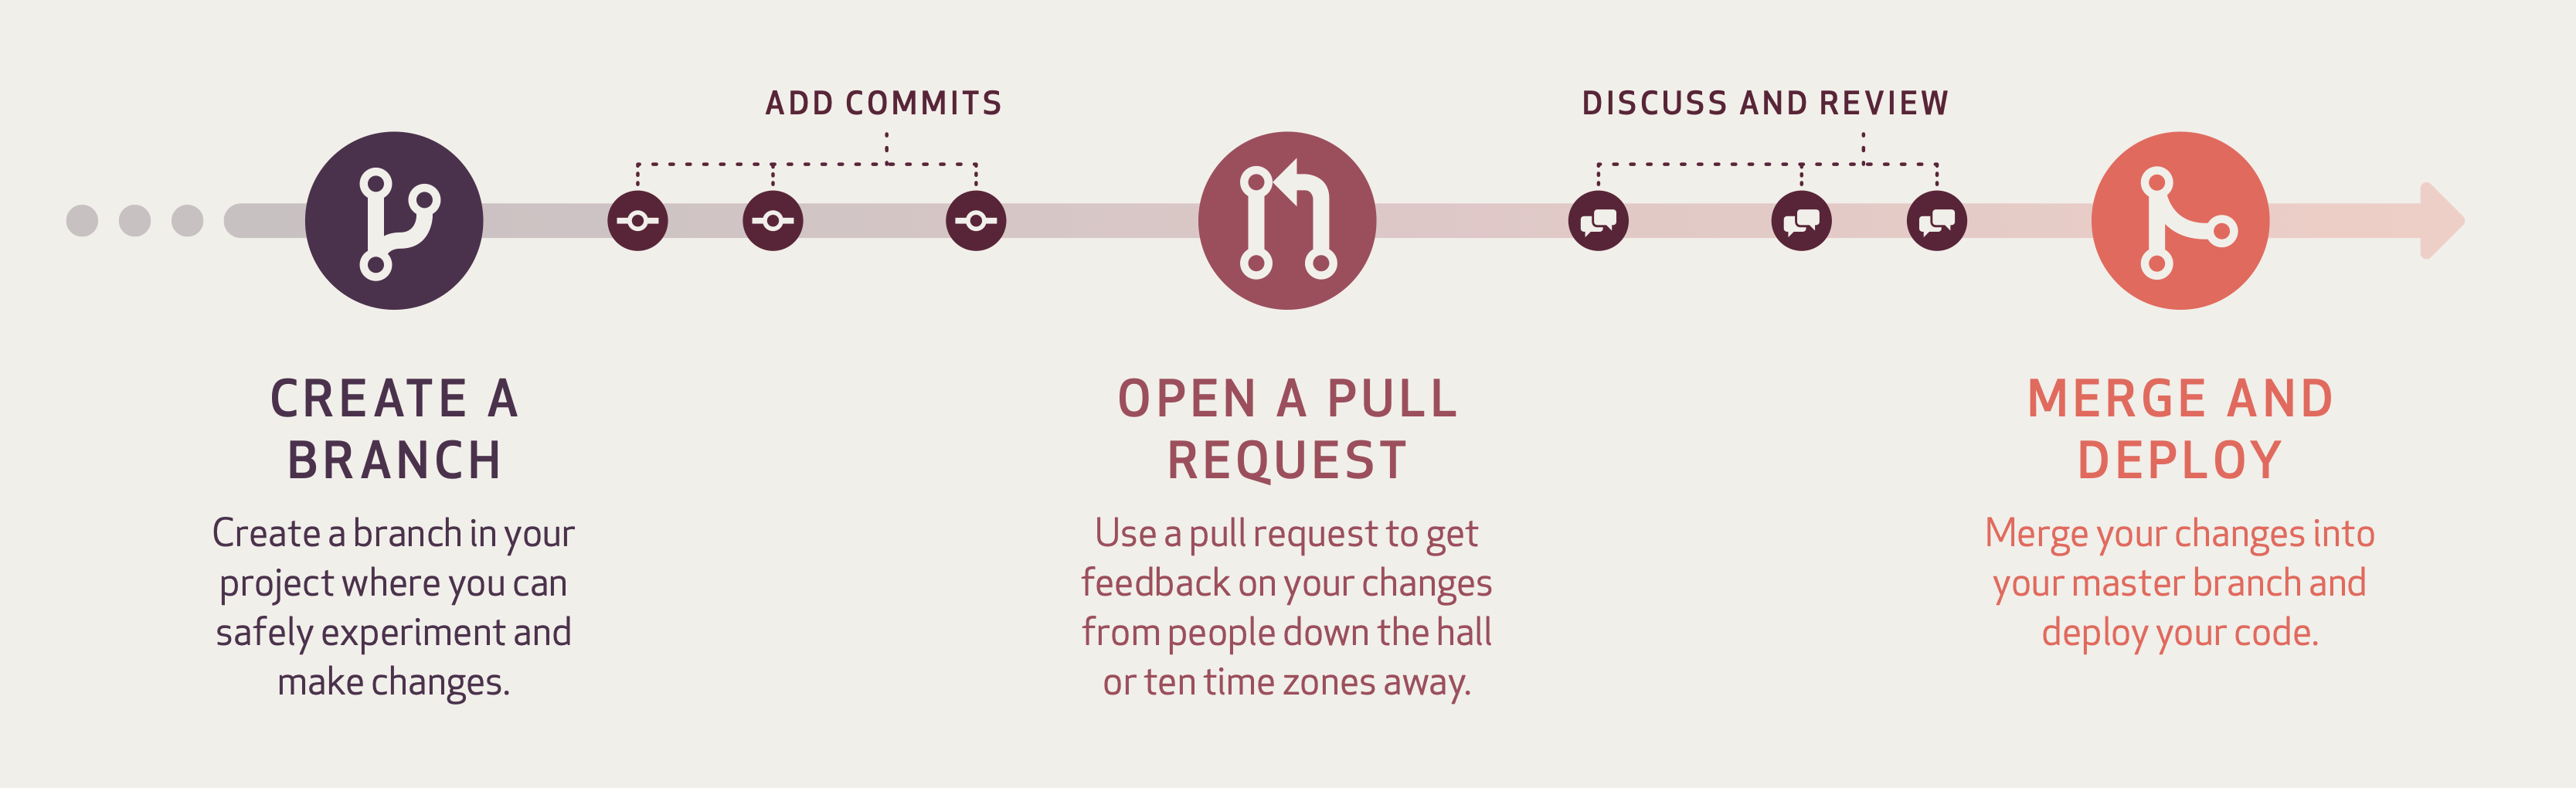 ADD COMMITS
DISCUSS AND REVIEW
CREATE A
BRANCH
Create a branch in your
project where you can
safely experiment and
make changes.
OPEN A PULL
REQUEST
Use a pull request to get
feedback on your changes
from people down the hall
or ten time zones away.
MERGE AND
DEPLOY
Merge your changes into
your master branch and
deploy your code.